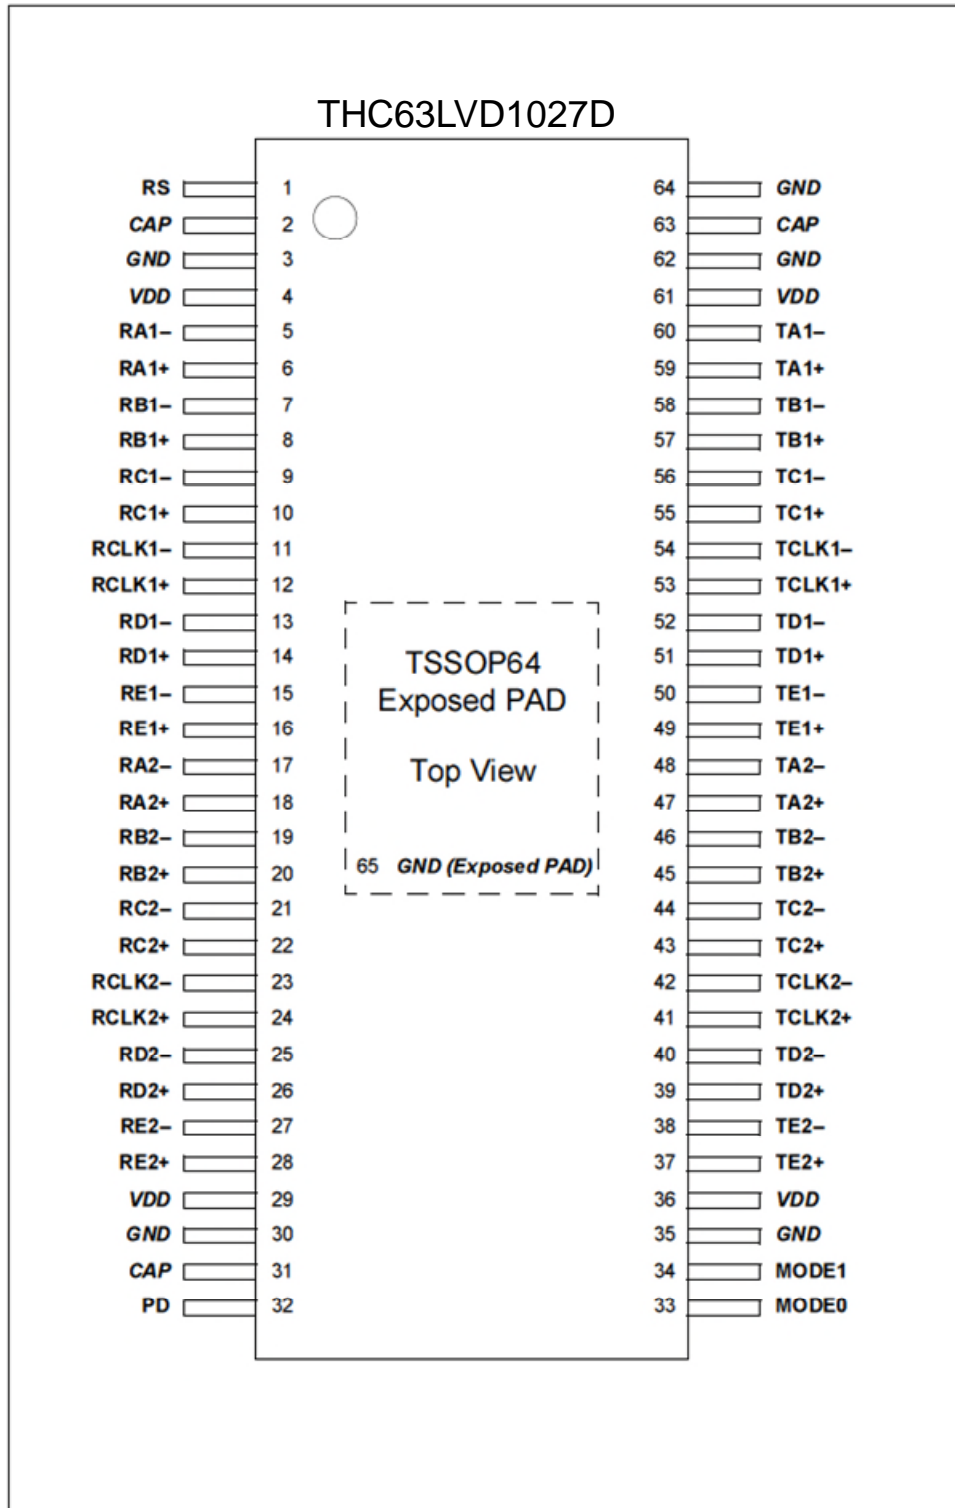 THC63LVD1027D
RS 1 64 GND
CAP 2 63 CAP
GND 3 62 GND
VDD 4 61 VDD
RA1– 5 60 TA1–
RA1+ 6 59 TA1+
RB1– 7 58 TB1–
RB1+ 8 57 TB1+
RC1– 9 56 TC1–
RC1+ 10 55 TC1+
RCLK1– 11 54 TCLK1–
RCLK1+ 12 53 TCLK1+
RD1– 13 52 TD1–
RD1+ 14 51 TD1+
RE1– 15 50 TE1–
RE1+ 16 49 TE1+
RA2– 17 48 TA2–
RA2+ 18 47 TA2+
RB2– 19 46 TB2–
RB2+ 20 45 TB2+
RC2– 21 44 TC2–
RC2+ 22 43 TC2+
RCLK2– 23 42 TCLK2–
RCLK2+ 24 41 TCLK2+
RD2– 25 40 TD2–
RD2+ 26 39 TD2+
RE2– 27 38 TE2–
RE2+ 28 37 TE2+
VDD 29 36 VDD
GND 30 35 GND
CAP 31 34 MODE1
PD 32 33 MODE0
TSSOP64
Exposed PAD
Top View
65 GND (Exposed PAD)